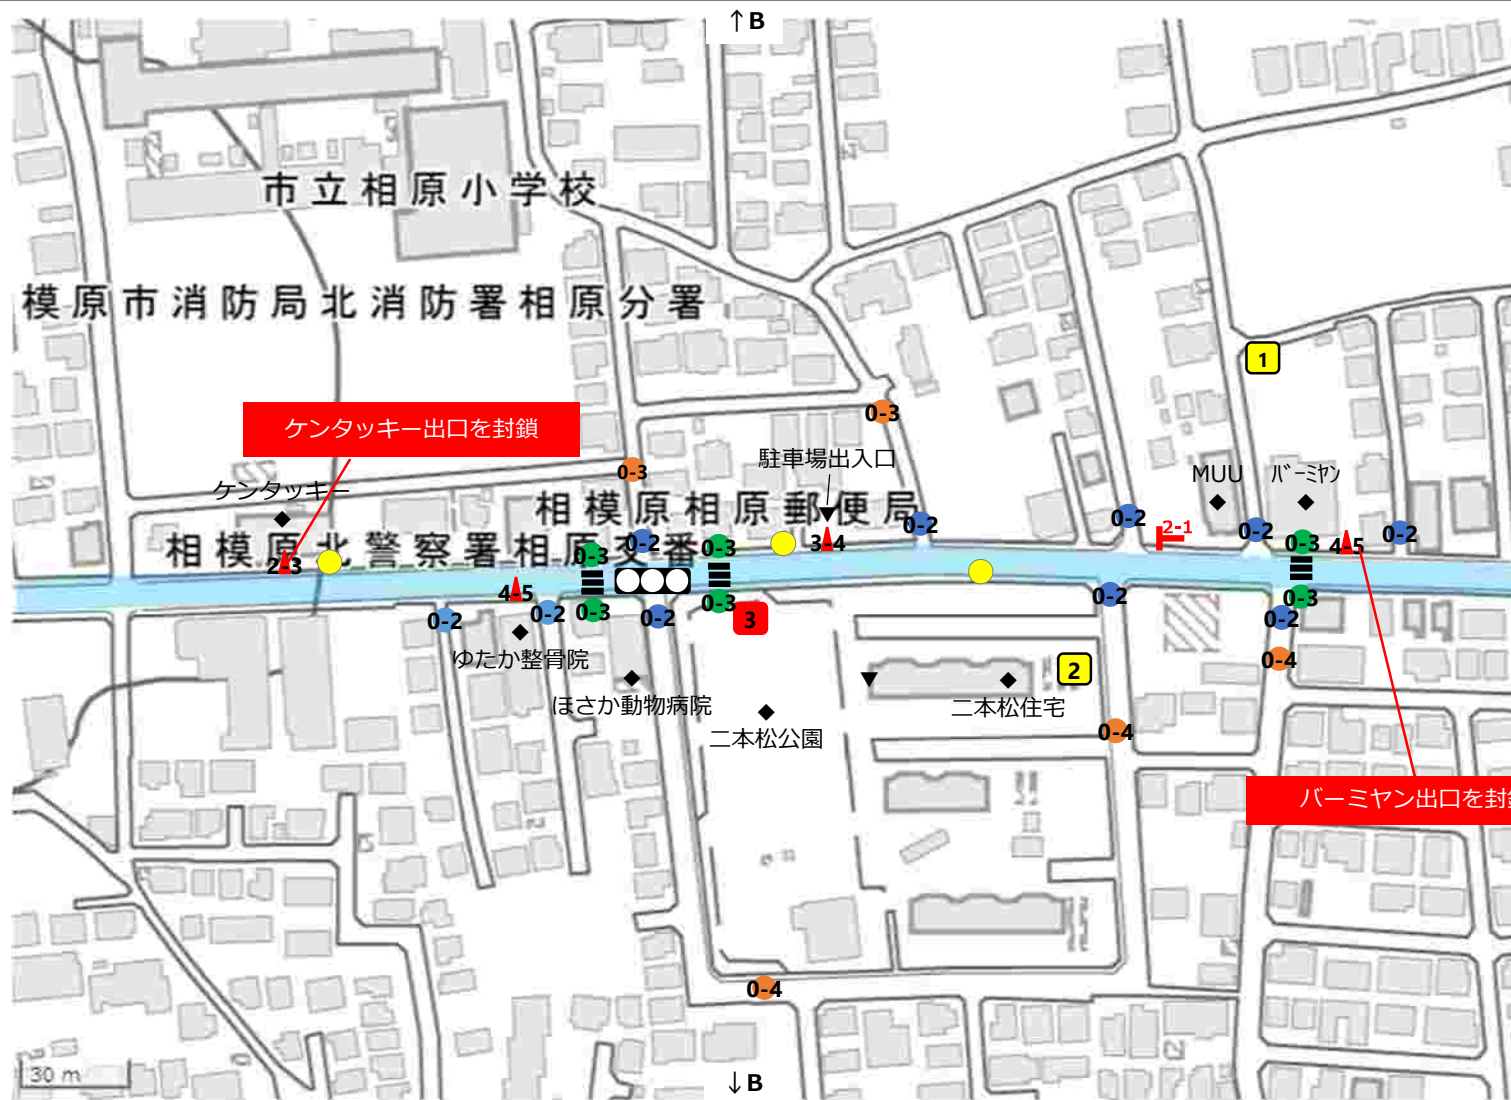 ↑B
市立相原小学校
模原市消防局北消防署相原分署
1
ケンタッキー出口を封鎖
0-3
駐車場出入口
0-3
ケンタッキー
MUU
バーミヤン
相模原相原郵便局
0-2
0-2
2-1
0-2
0-2
相模原北警察署相原交番
0-3
0-2
0-3
3-4
0-3
4-5
2-3
4-5
0-2
0-2
0-3
0-2
0-3
3
0-2
0-3
0-2
ゆたか整骨院
2
0-4
ほさか動物病院
二本松住宅
二本松公園
0-4
バーミヤン出口を封
0-4
30 m
↓B